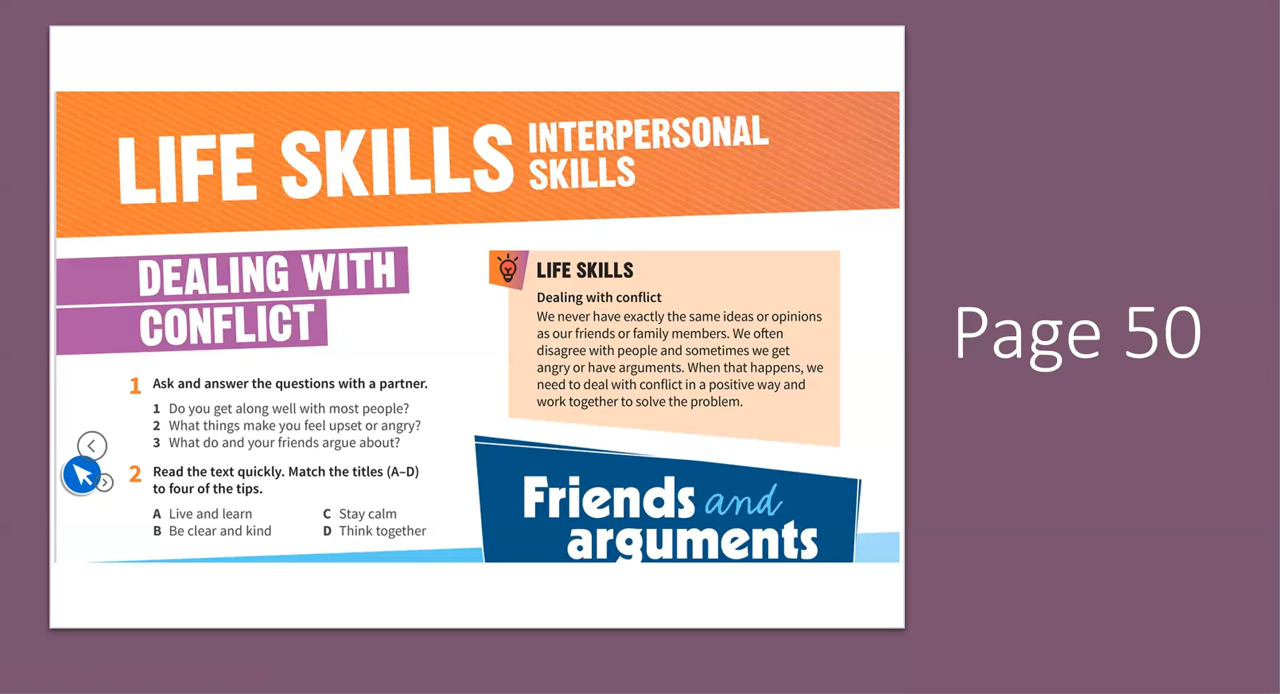 LIFE SKILLS INTERPERSONAL
SKILLS
DEALING WITH
CONFLICT
1 Ask and answer the questions with a partner.
1 Do you get along well with most people?
2 What things make you feel upset or angry?
3 What do and your friends argue about?
2 Read the text quickly. Match the titles (A–D)
to four of the tips.
A Live and learn
B Be clear and kind
C Stay calm
D Think together
LIFE SKILLS
Dealing with conflict
We never have exactly the same ideas or opinions
as our friends or family members. We often
disagree with people and sometimes we get
angry or have arguments. When that happens, we
need to deal with conflict in a positive way and
work together to solve the problem.
Friends and
arguments
Page 50